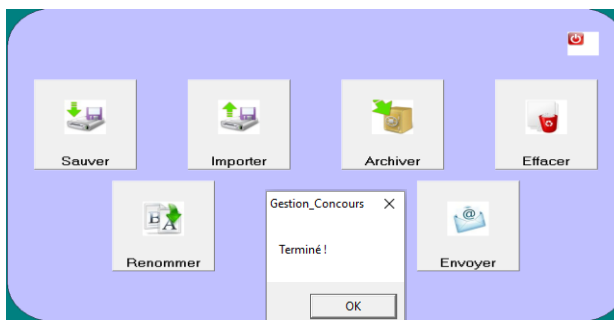 Sauver
Importer
Archiver
Effacer
B
A
Renommer
Gestion_Concours
Terminé !
OK
@
Envoyer